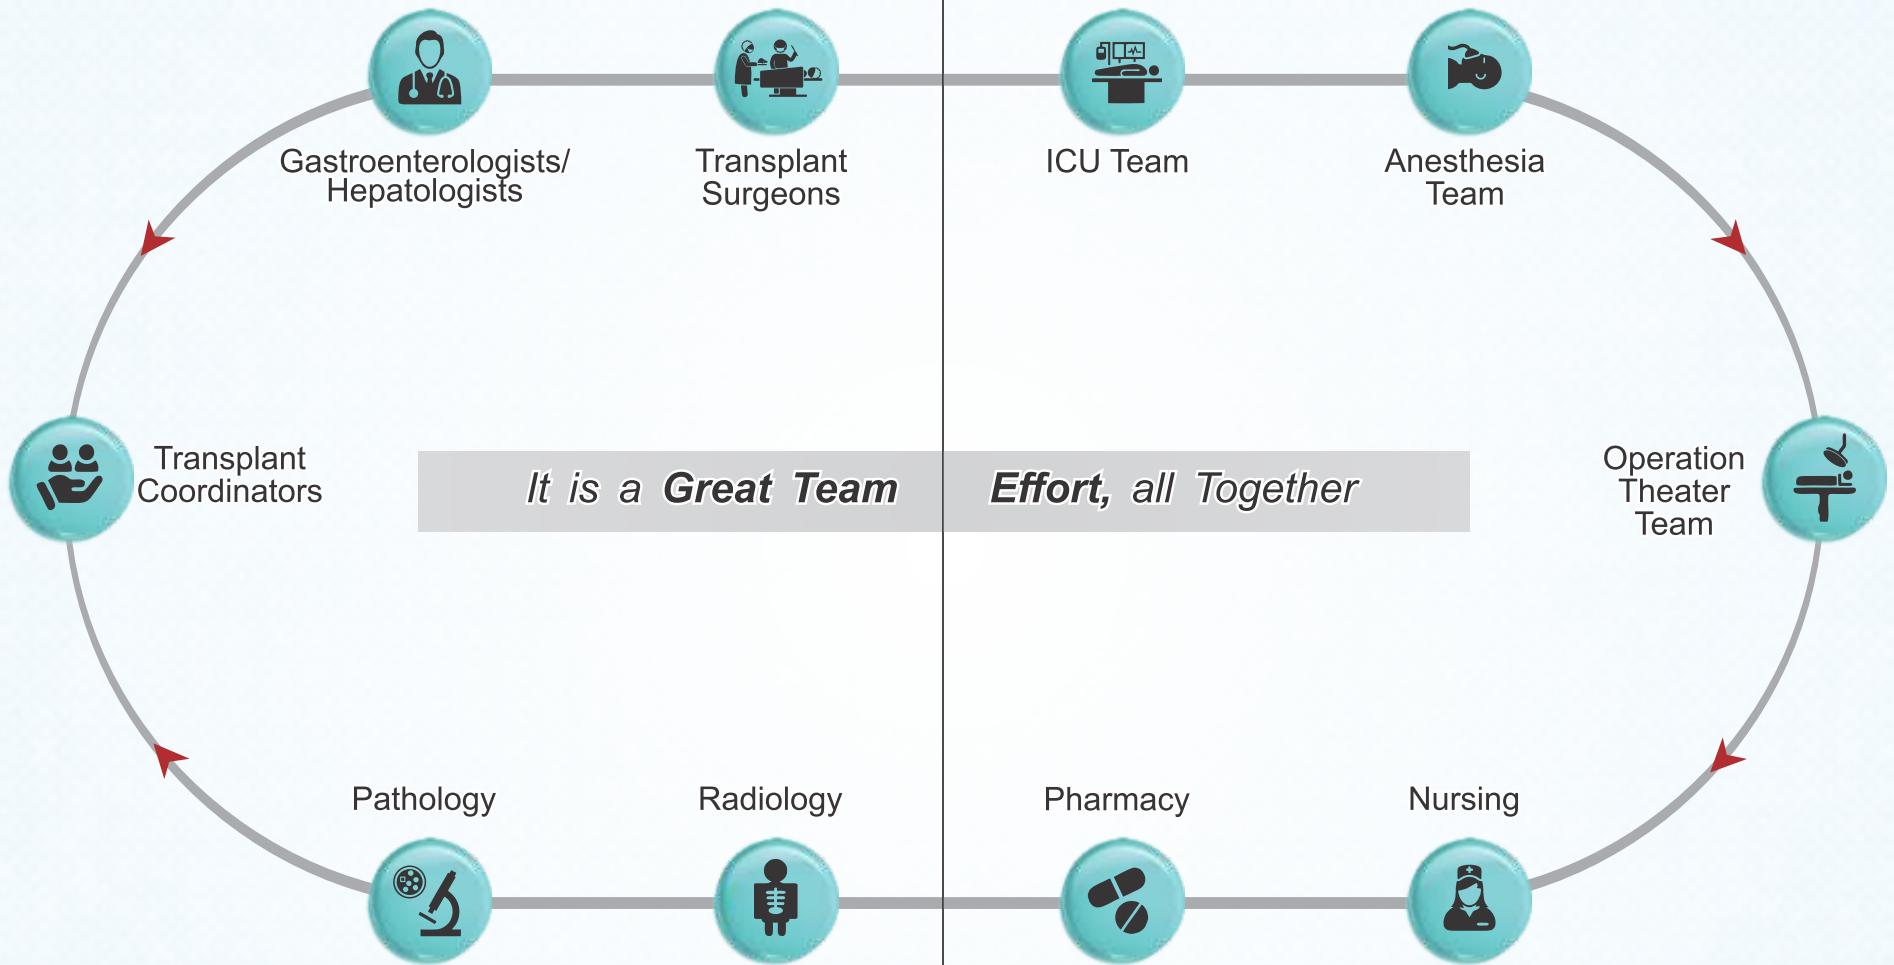 Gastroenterologists/
Hepatologists
Transplant
Surgeons
ICU Team
Anesthesia
Team
Transplant
Coordinators
It is a Great Team Effort, all Together
Operation
Theater
Team
Pathology
Radiology
Pharmacy
Nursing